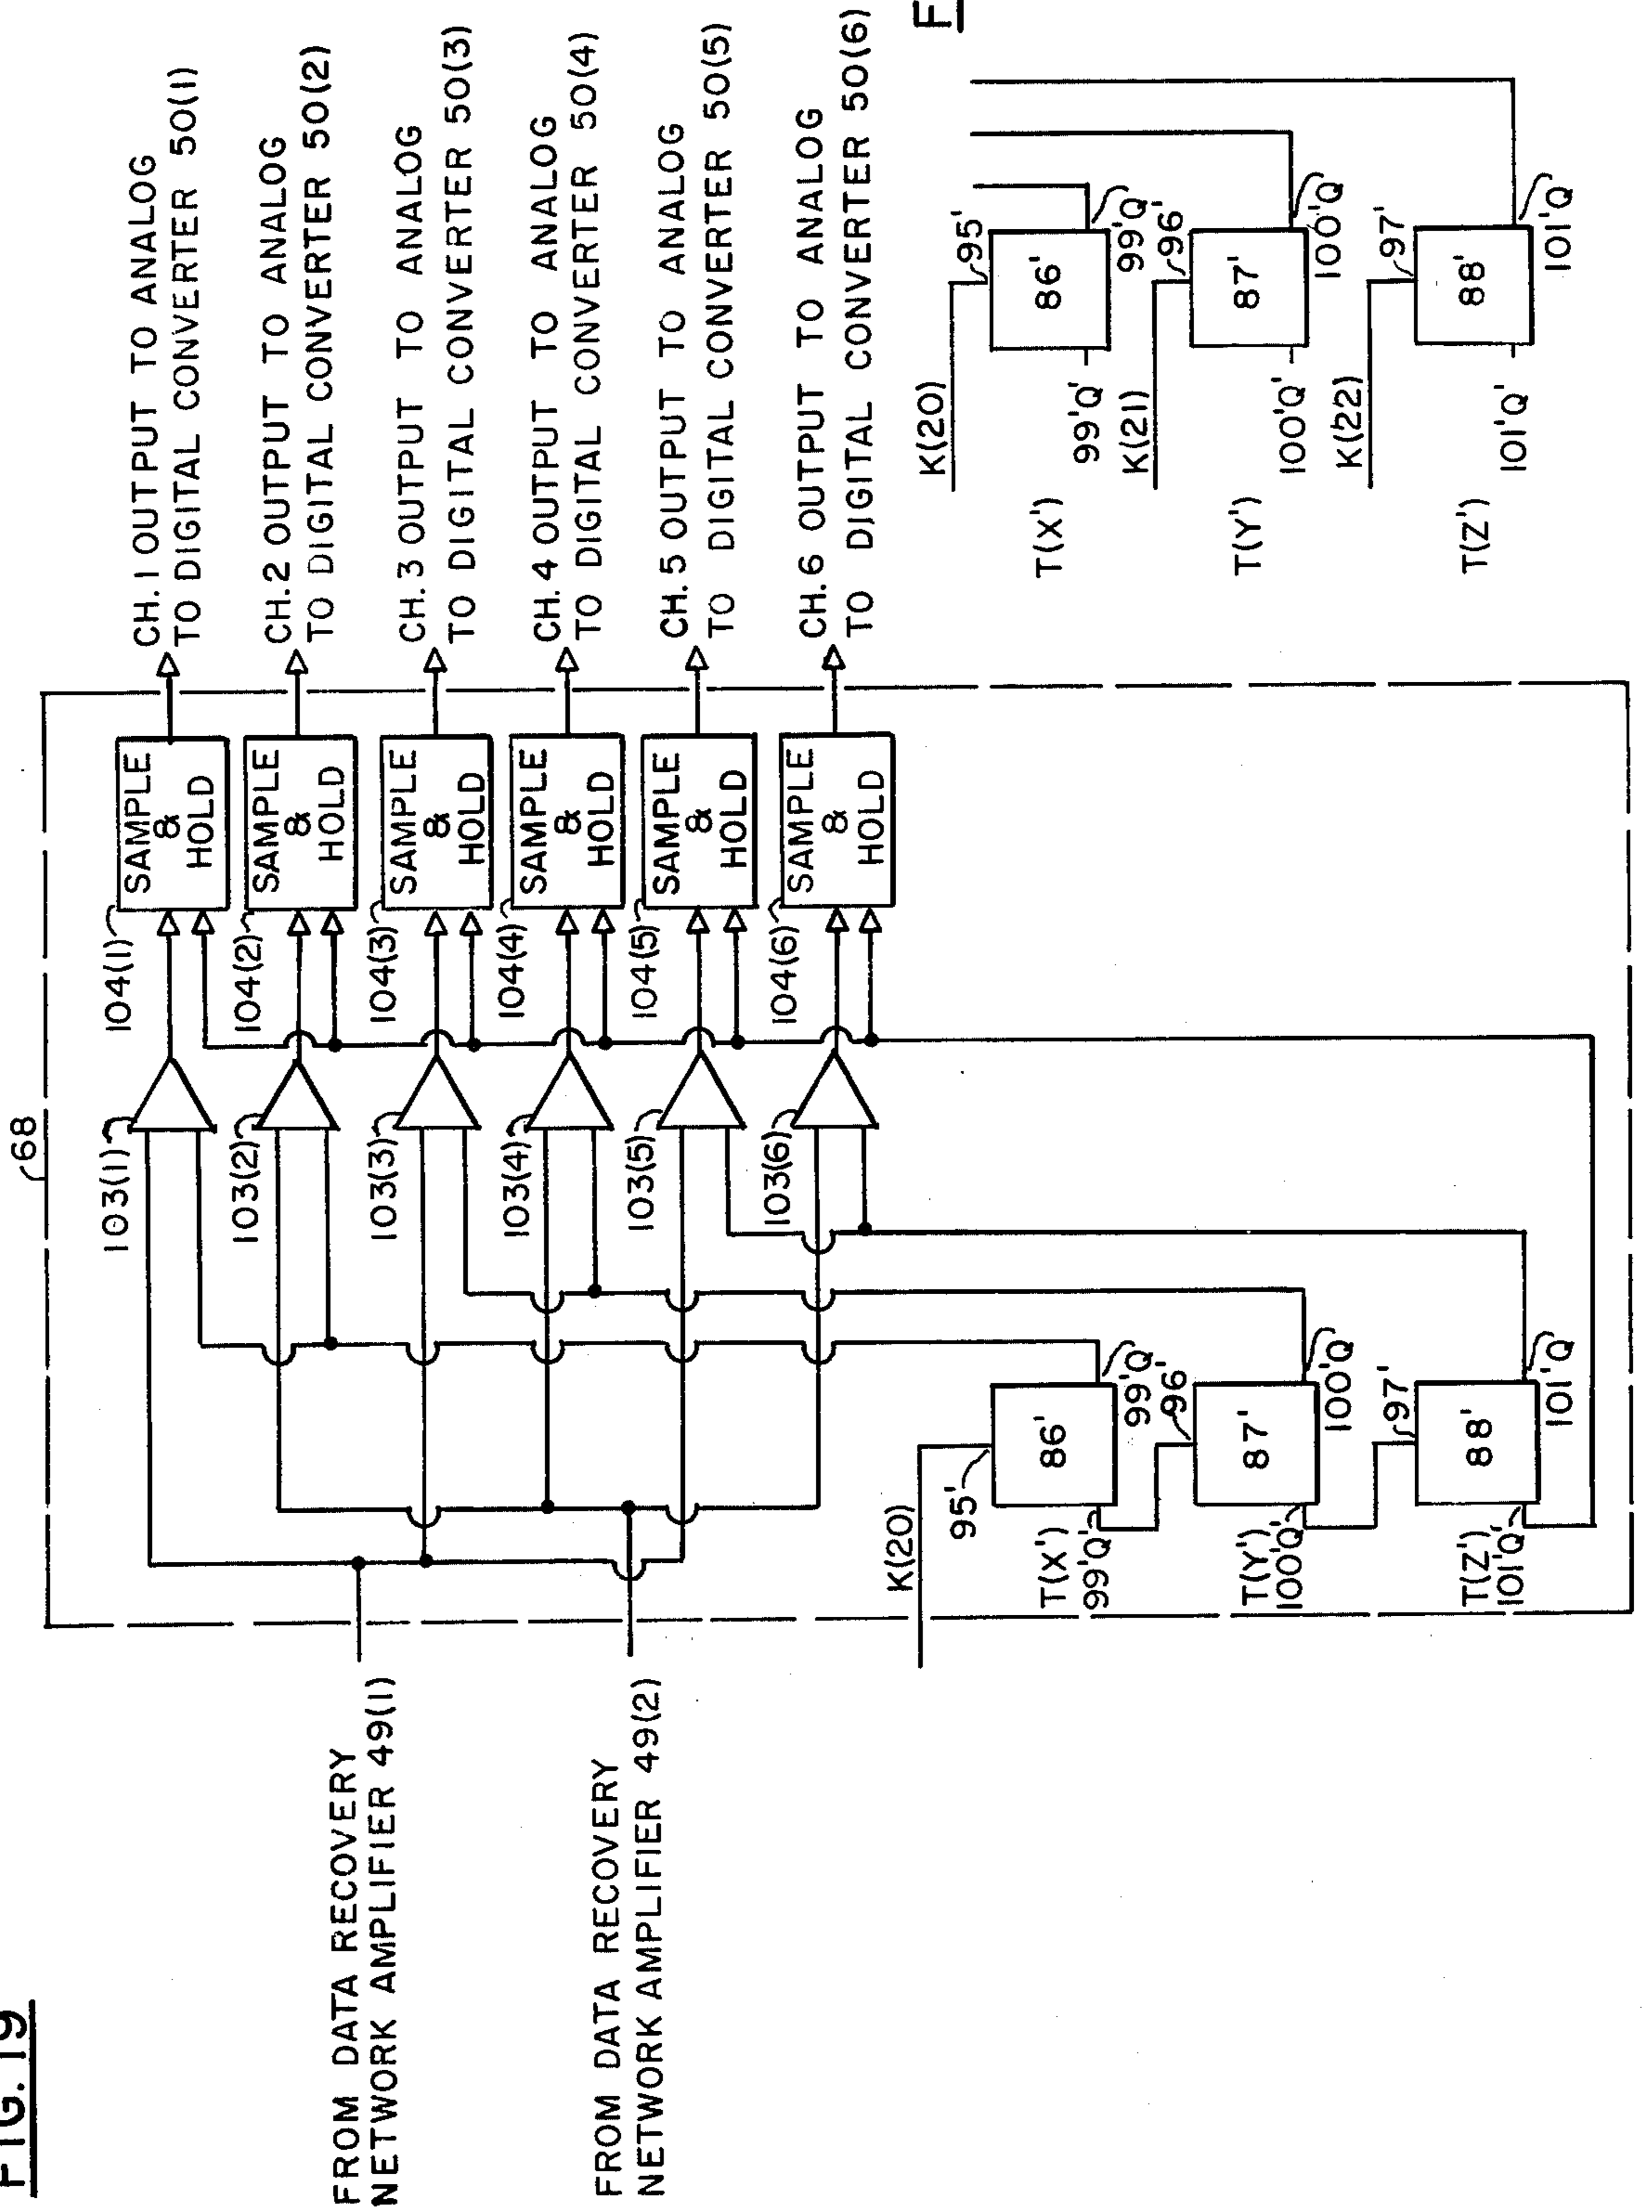 FIG. 19
68
FROM DATA RECOVERY
NETWORK AMPLIFIER 49(1)
FROM DATA RECOVERY
NETWORK AMPLIFIER 49(2)
103(1)
103(2)
103(3)
103(4)
103(5)
103(6)
104(1)
104(2)
104(3)
104(4)
104(5)
104(6)
SAMPLE
&
HOLD
SAMPLE
&
HOLD
SAMPLE
&
HOLD
SAMPLE
&
HOLD
SAMPLE
&
HOLD
SAMPLE
&
HOLD
CH. 1 OUTPUT TO ANALOG
TO DIGITAL CONVERTER 50(1)
CH. 2 OUTPUT TO ANALOG
TO DIGITAL CONVERTER 50(2)
CH. 3 OUTPUT TO ANALOG
TO DIGITAL CONVERTER 50(3)
CH. 4 OUTPUT TO ANALOG
TO DIGITAL CONVERTER 50(4)
CH. 5 OUTPUT TO ANALOG
TO DIGITAL CONVERTER 50(5)
CH. 6 OUTPUT TO ANALOG
TO DIGITAL CONVERTER 50(6)
K(20)
95'
86'
T(X')
99'Q'
99'Q
96'
87'
T(Y')
100'Q'
100'Q
97'
88'
T(Z')
101'Q'
101'Q
K(20)
95'
86'
T(X')
99'Q'
99'Q
K(21)
96'
87'
T(Y')
100'Q'
100'Q
K(22)
97'
88'
T(Z')
101'Q'
101'Q
F